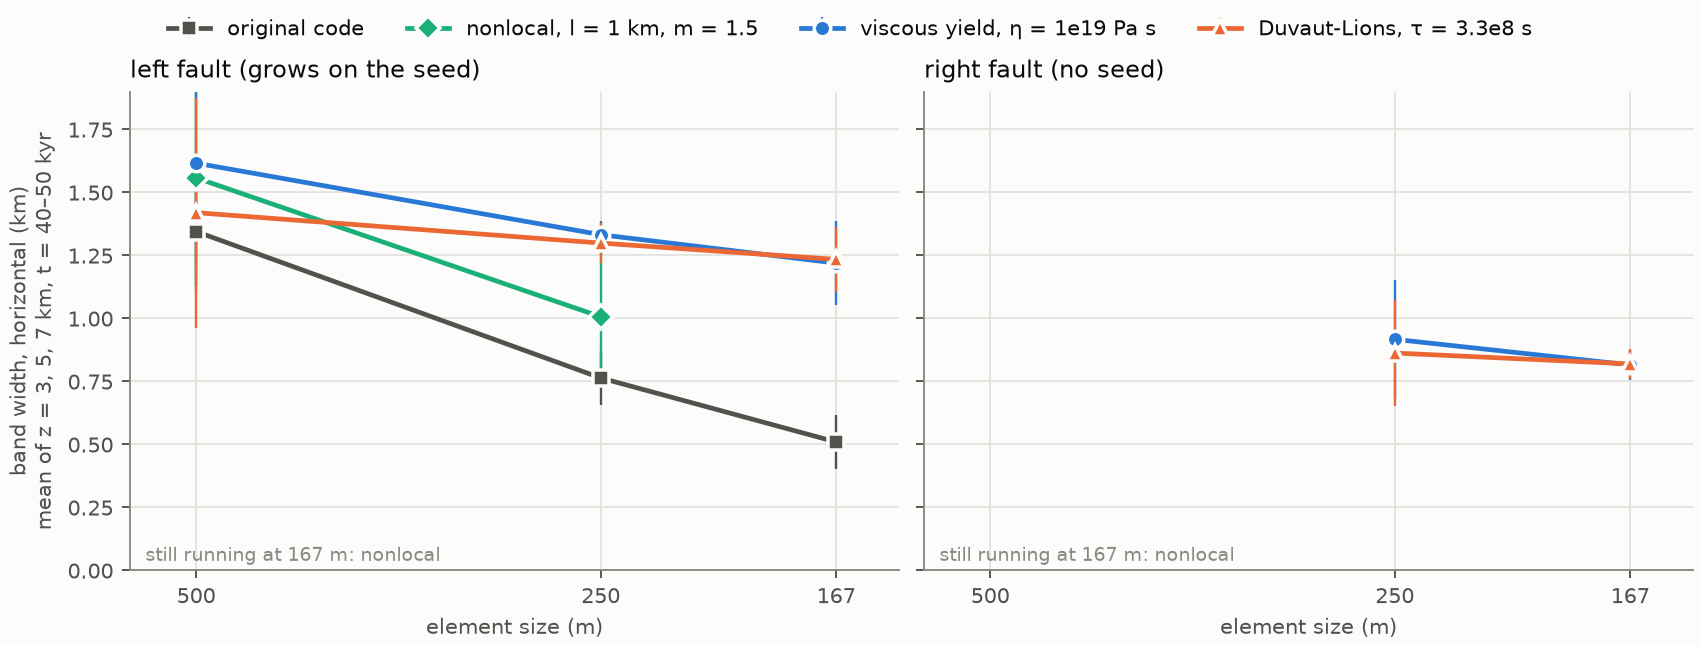 original code
nonlocal, l = 1 km, m = 1.5
viscous yield, η = 1e19 Pa s
Duvaut-Lions, τ = 3.3e8 s
left fault (grows on the seed)
right fault (no seed)
band width, horizontal (km)
mean of z = 3, 5, 7 km, t = 40–50 kyr
1.75
1.50
1.25
1.00
0.75
0.50
0.25
0.00
still running at 167 m: nonlocal
still running at 167 m: nonlocal
500
250
167
500
250
167
element size (m)
element size (m)